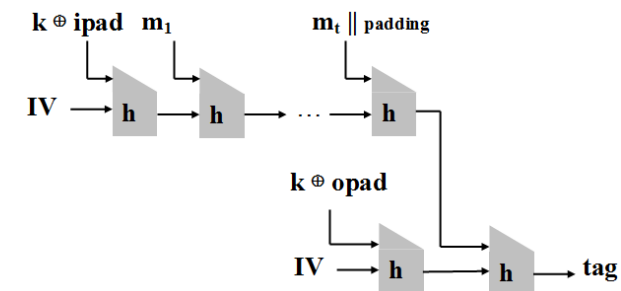 k ⊕ ipad m₁ mₜ || padding
IV h h ... h
k ⊕ opad
IV h h tag